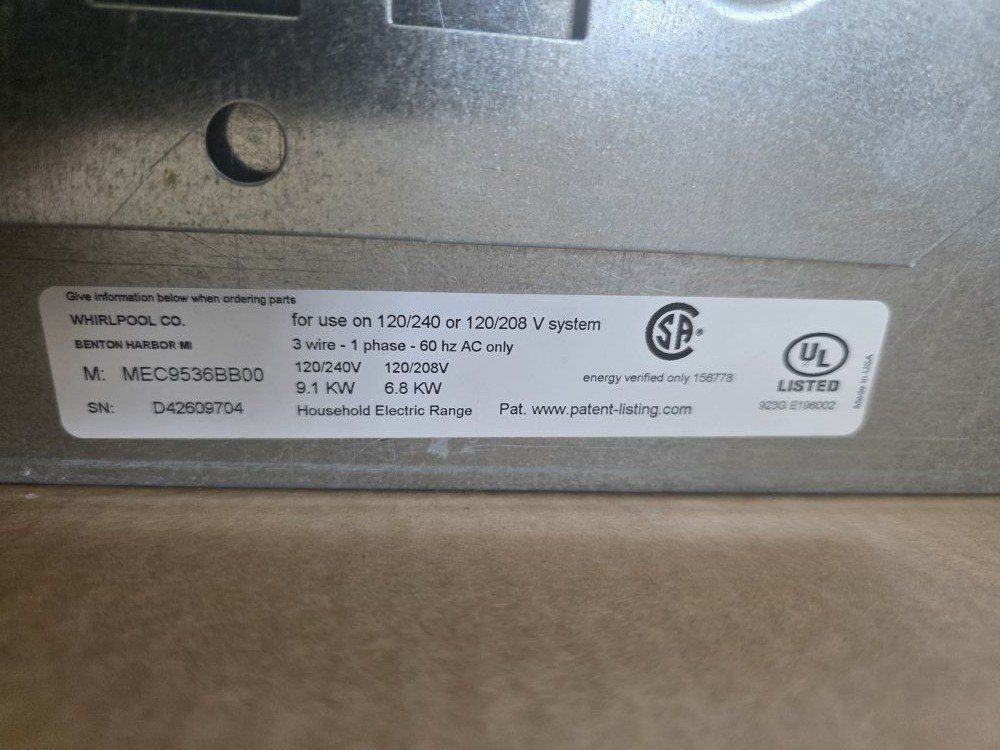 Give information below when ordering parts
WHIRLPOOL CO.
BENTON HARBOR MI
M: MEC9536BB00
SN: D42609704
for use on 120/240 or 120/208 V system
3 wire - 1 phase - 60 hz AC only
120/240V 120/208V
9.1 KW 6.8 KW
Household Electric Range
Pat. www.patent-listing.com
SA®
energy verified only 156778
UL
LISTED
923G E196002
Made in USA